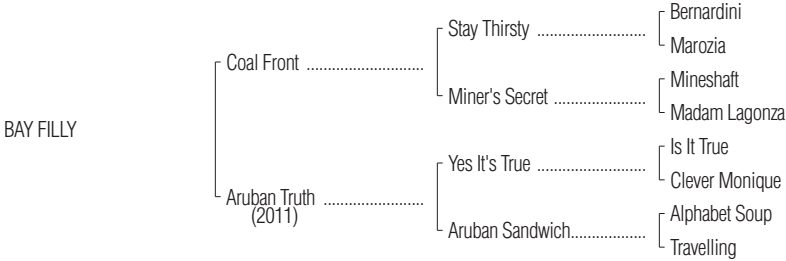 Bernardini
Stay Thirsty ..........................
Marozia
Coal Front ............................
Mineshaft
Miner's Secret ......................
Madam Lagonza
BAY FILLY
Is It True
Yes It's True ..........................
Clever Monique
Aruban Truth ........................
(2011)
Alphabet Soup
Aruban Sandwich..................
Travelling